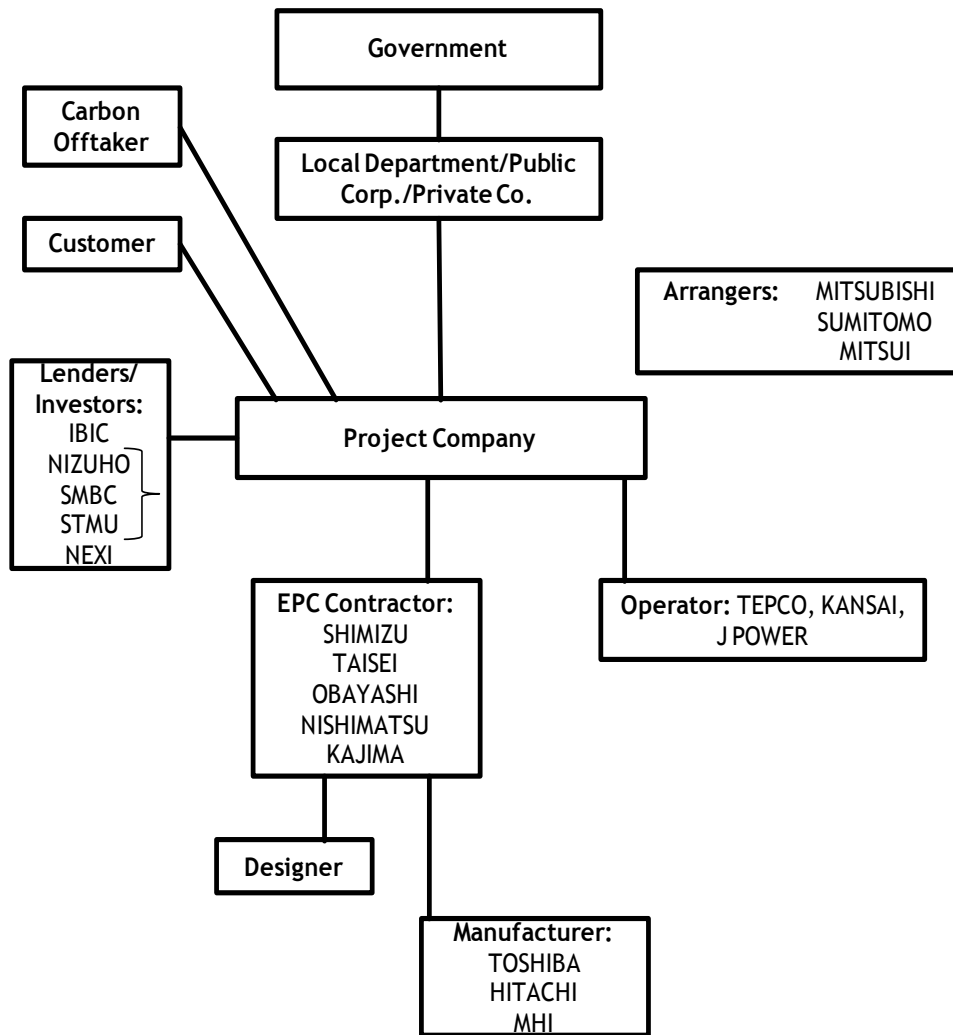 Government
Carbon
Offtaker
Local Department/Public
Corp./Private Co.
Customer
Arrangers: MITSUBISHI
SUMITOMO
MITSUI
Lenders/
Investors:
IBIC
NIZUHO
SMBC
STMU
NEXI
Project Company
EPC Contractor:
SHIMIZU
TAISEI
OBAYASHI
NISHIMATSU
KAJIMA
Operator: TEPCO, KANSAI,
J POWER
Designer
Manufacturer:
TOSHIBA
HITACHI
MHI